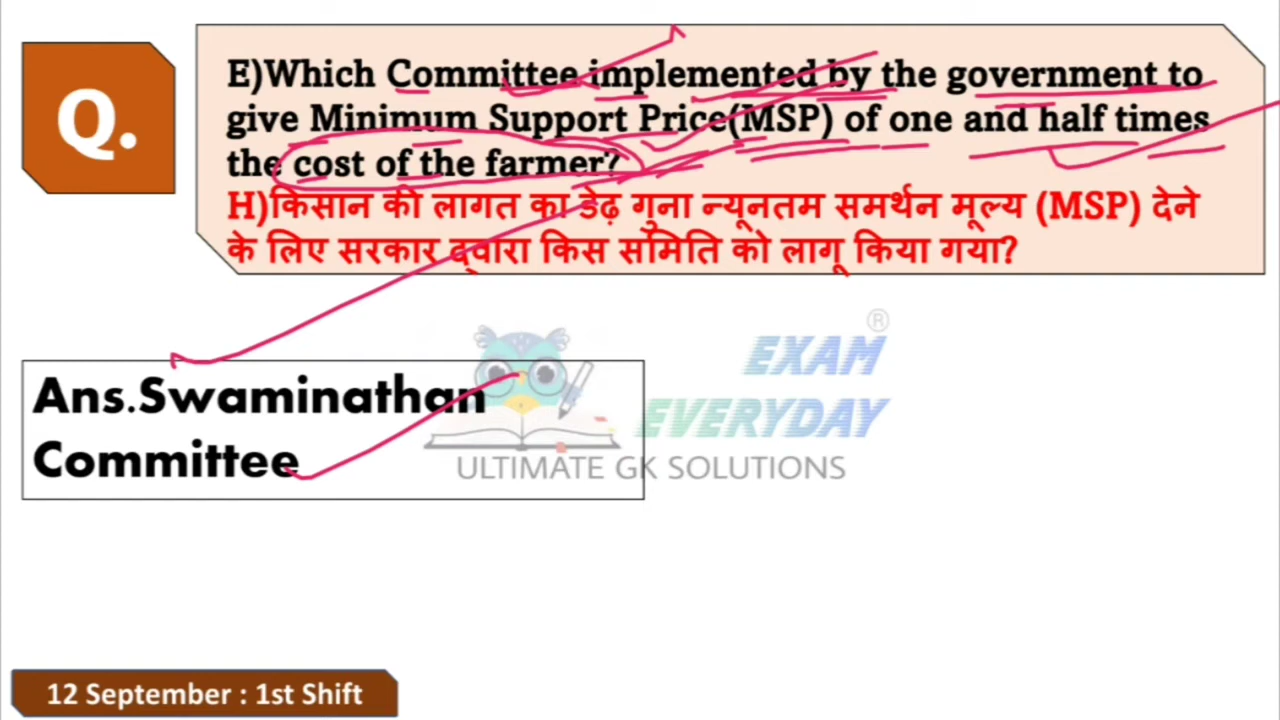 Q.
E)Which Committee implemented by the government to
give Minimum Support Price(MSP) of one and half times
the cost of the farmer?
H)किसान की लागत का डेढ़ गुना न्यूनतम समर्थन मूल्य (MSP) देने
के लिए सरकार द्वारा किस समिति को लागू किया गया?
®
EXAM
EVERYDAY
ULTIMATE GK SOLUTIONS
Ans.Swaminathan
Committee
12 September : 1st Shift